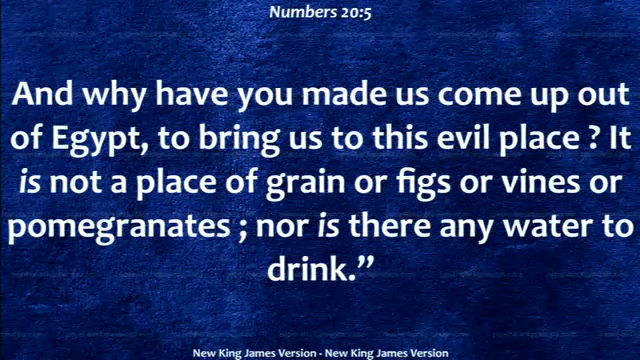 Numbers 20:5
And why have you made us come up out
of Egypt, to bring us to this evil place ? It
is not a place of grain or figs or vines or
pomegranates ; nor is there any water to
drink.”
New King James Version - New King James Version